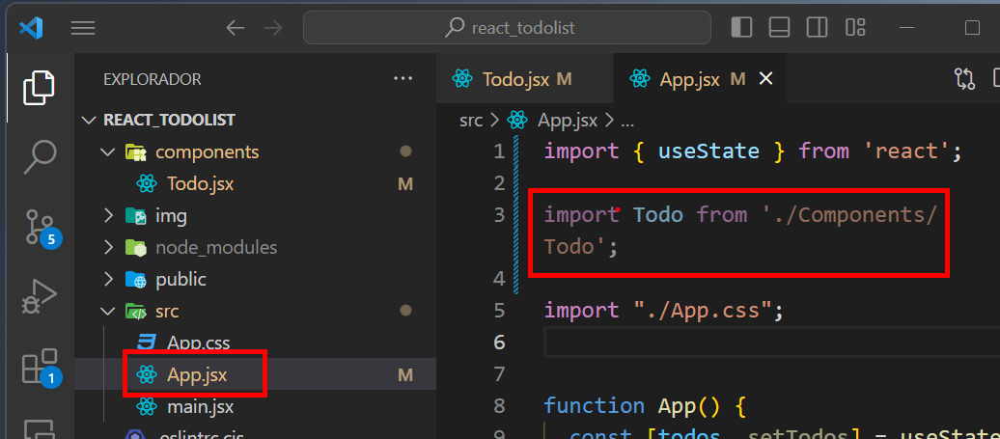 react_todolist
EXPLORADOR
Todo.jsx M
App.jsx M
REACT_TODOLIST
src > App.jsx > ...
components
Todo.jsx M
img
node_modules
public
src
App.css
App.jsx M
main.jsx
.eslintrc.cjs
5
1
1 import { useState } from 'react';
2
3 import Todo from './Components/
Todo';
4
5 import "./App.css";
6
7
8 function App() {
9 const [todos, setTodos] = useState